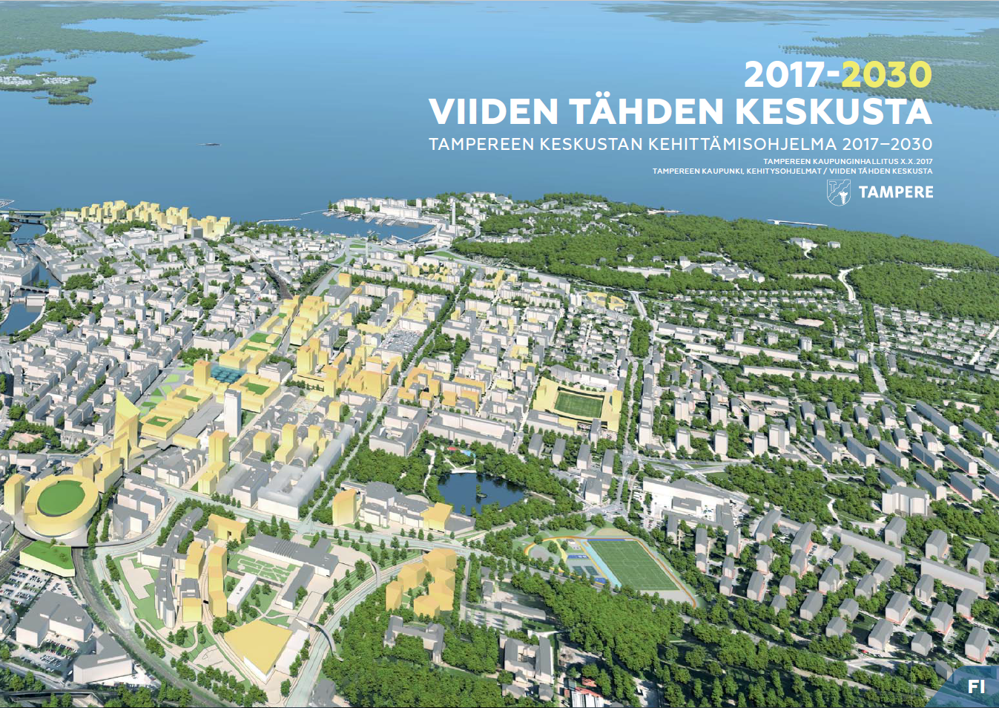 2017-2030
VIIDEN TÄHDEN KESKUSTA
TAMPEREEN KESKUSTAN KEHITTÄMISOHJELMA 2017–2030
TAMPEREEN KAUPUNGINHALLITUS X.X.2017
TAMPEREEN KAUPUNKI, KEHITYSOHJELMAT / VIIDEN TÄHDEN KESKUSTA
TAMPERE
FI